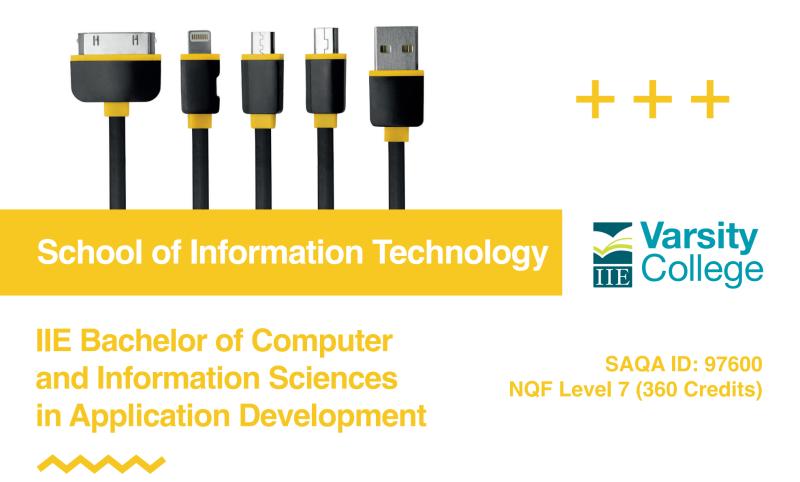 School of Information Technology
IIE
Varsity
College
IIE Bachelor of Computer
and Information Sciences
in Application Development
SAQA ID: 97600
NQF Level 7 (360 Credits)